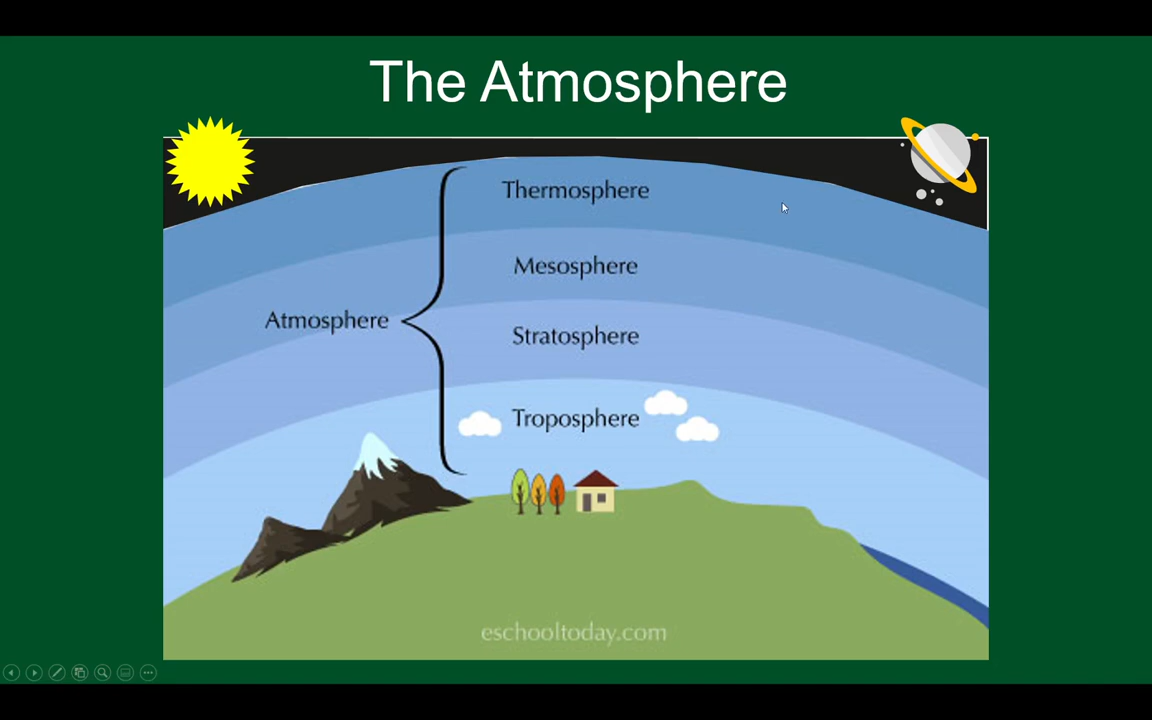 The Atmosphere
Thermosphere
Mesosphere
Atmosphere
Stratosphere
Troposphere
eschooltoday.com